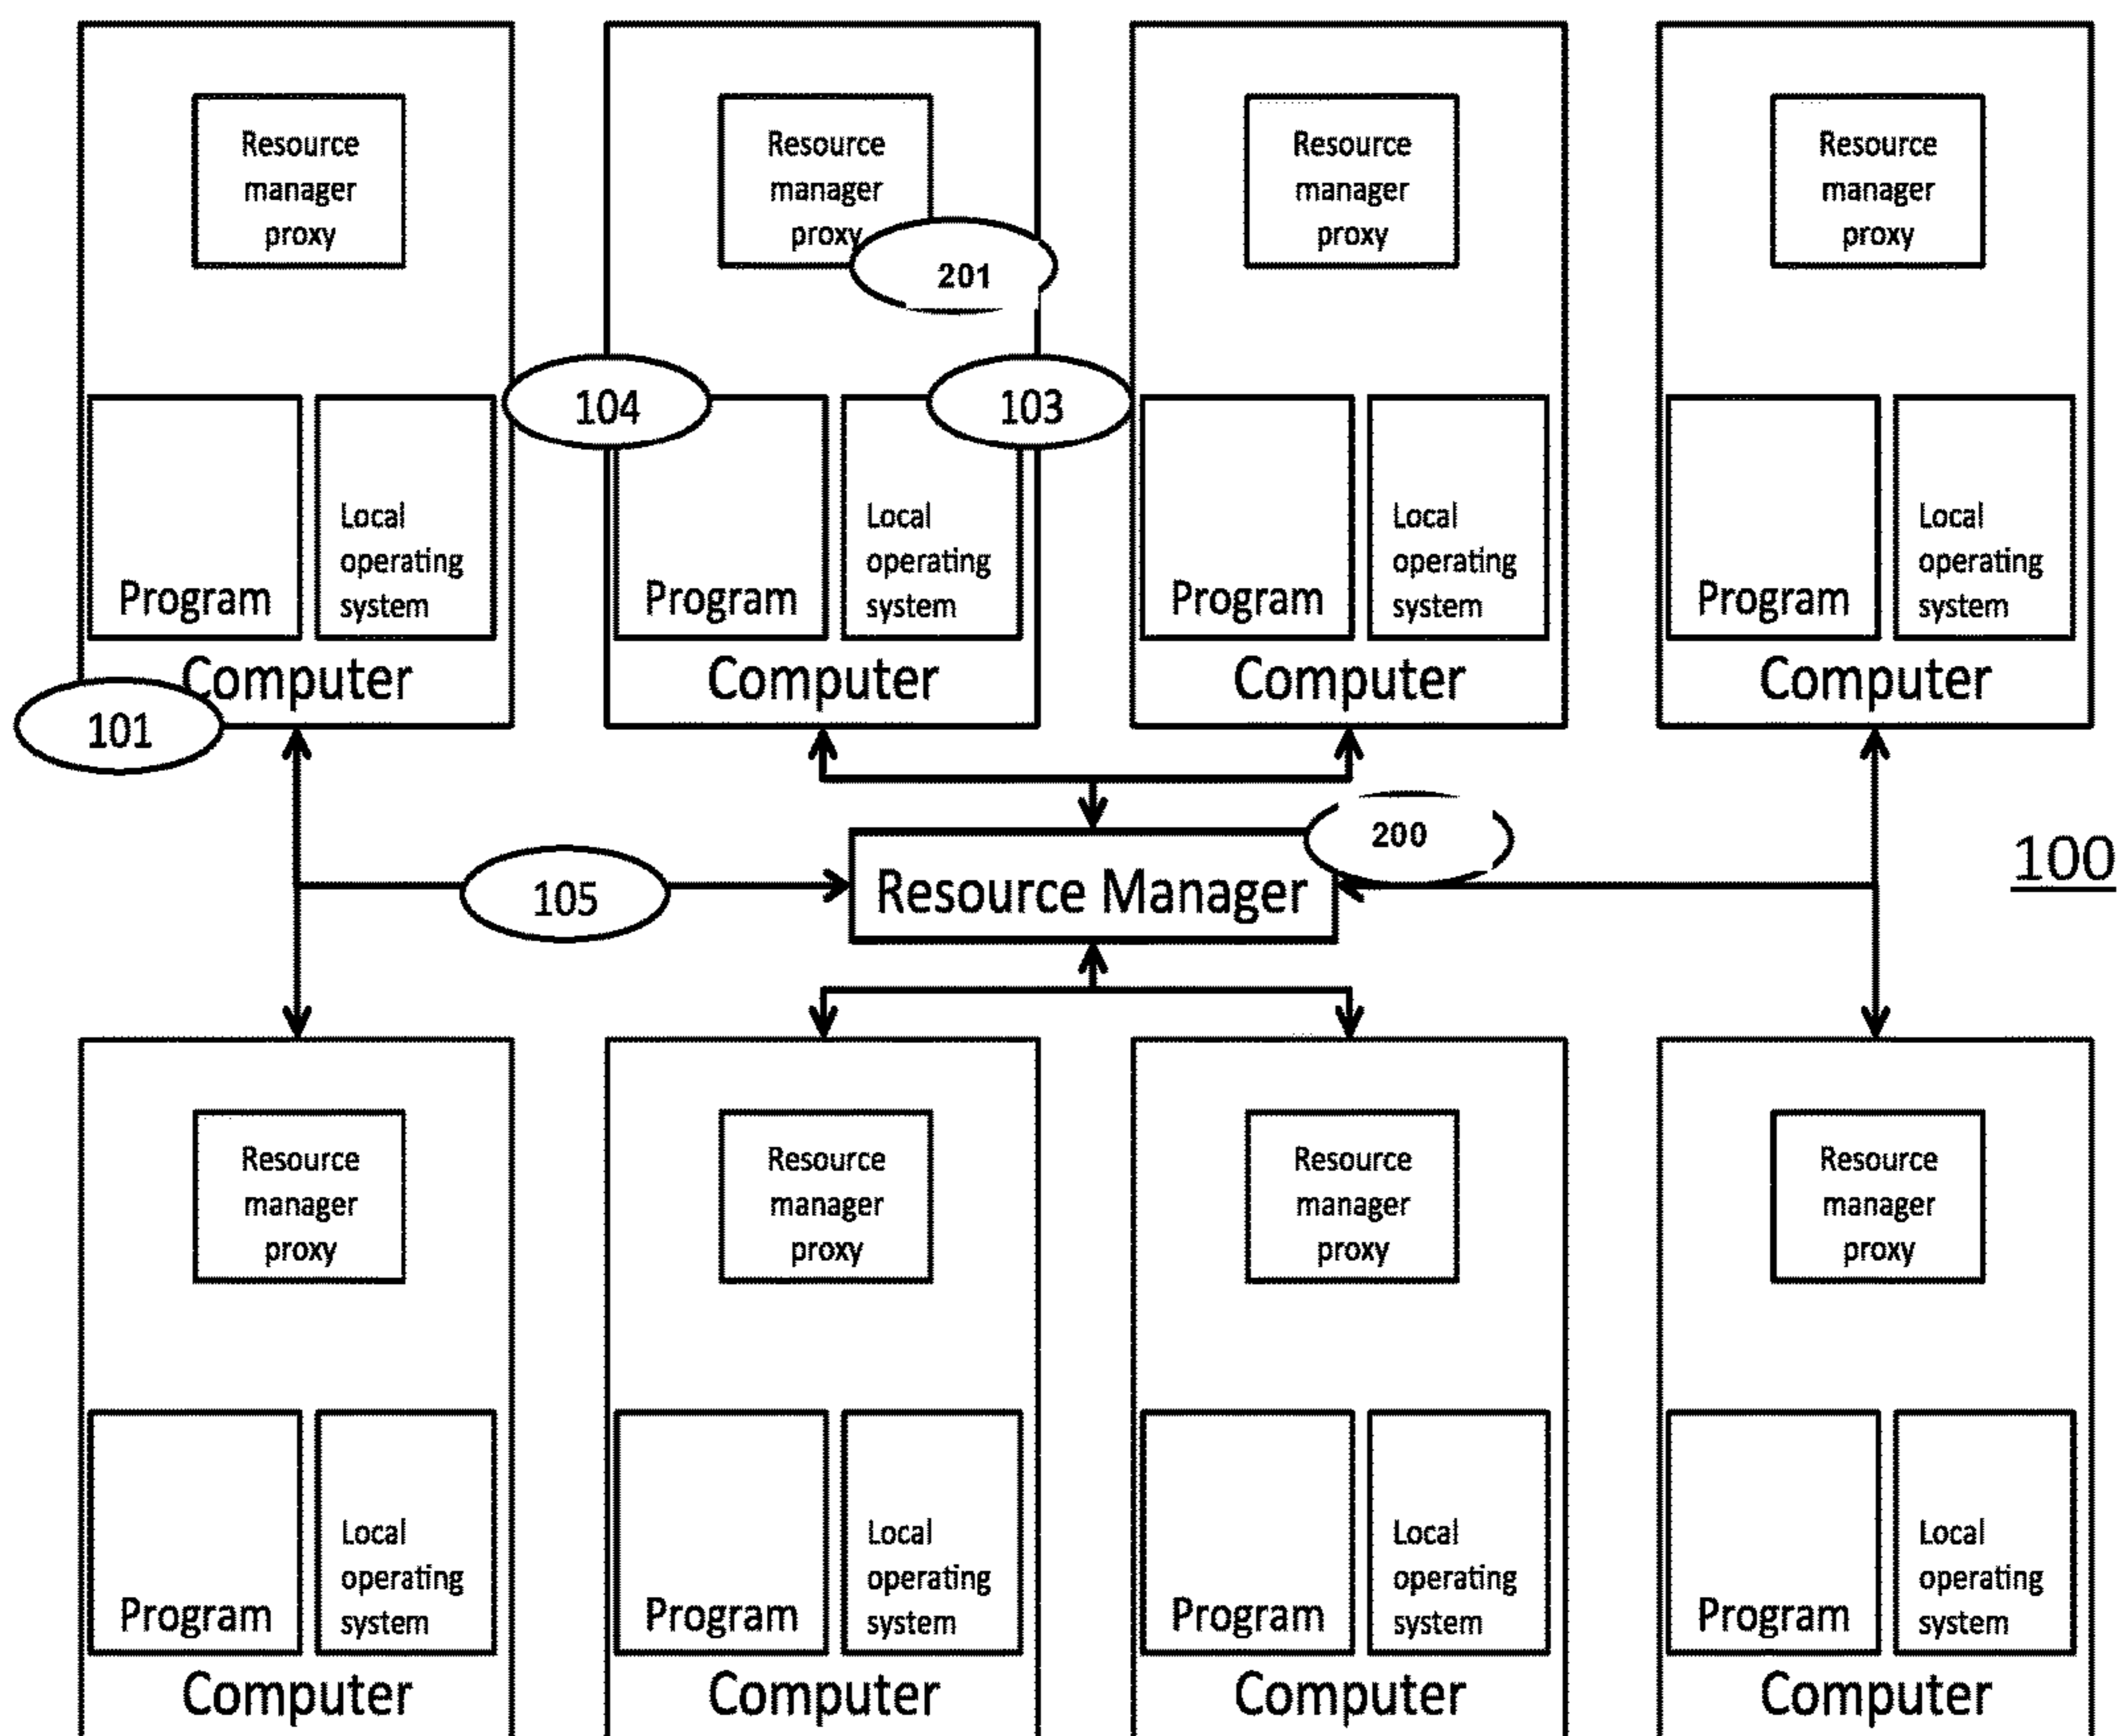 Resource
manager
proxy
Resource
manager
proxy
201
Resource
manager
proxy
Resource
manager
proxy
104
103
Program
Local
operating
system
Program
Local
operating
system
Program
Local
operating
system
Program
Local
operating
system
Computer
Computer
Computer
Computer
101
200
105
Resource Manager
100
Resource
manager
proxy
Resource
manager
proxy
Resource
manager
proxy
Resource
manager
proxy
Program
Local
operating
system
Program
Local
operating
system
Program
Local
operating
system
Program
Local
operating
system
Computer
Computer
Computer
Computer